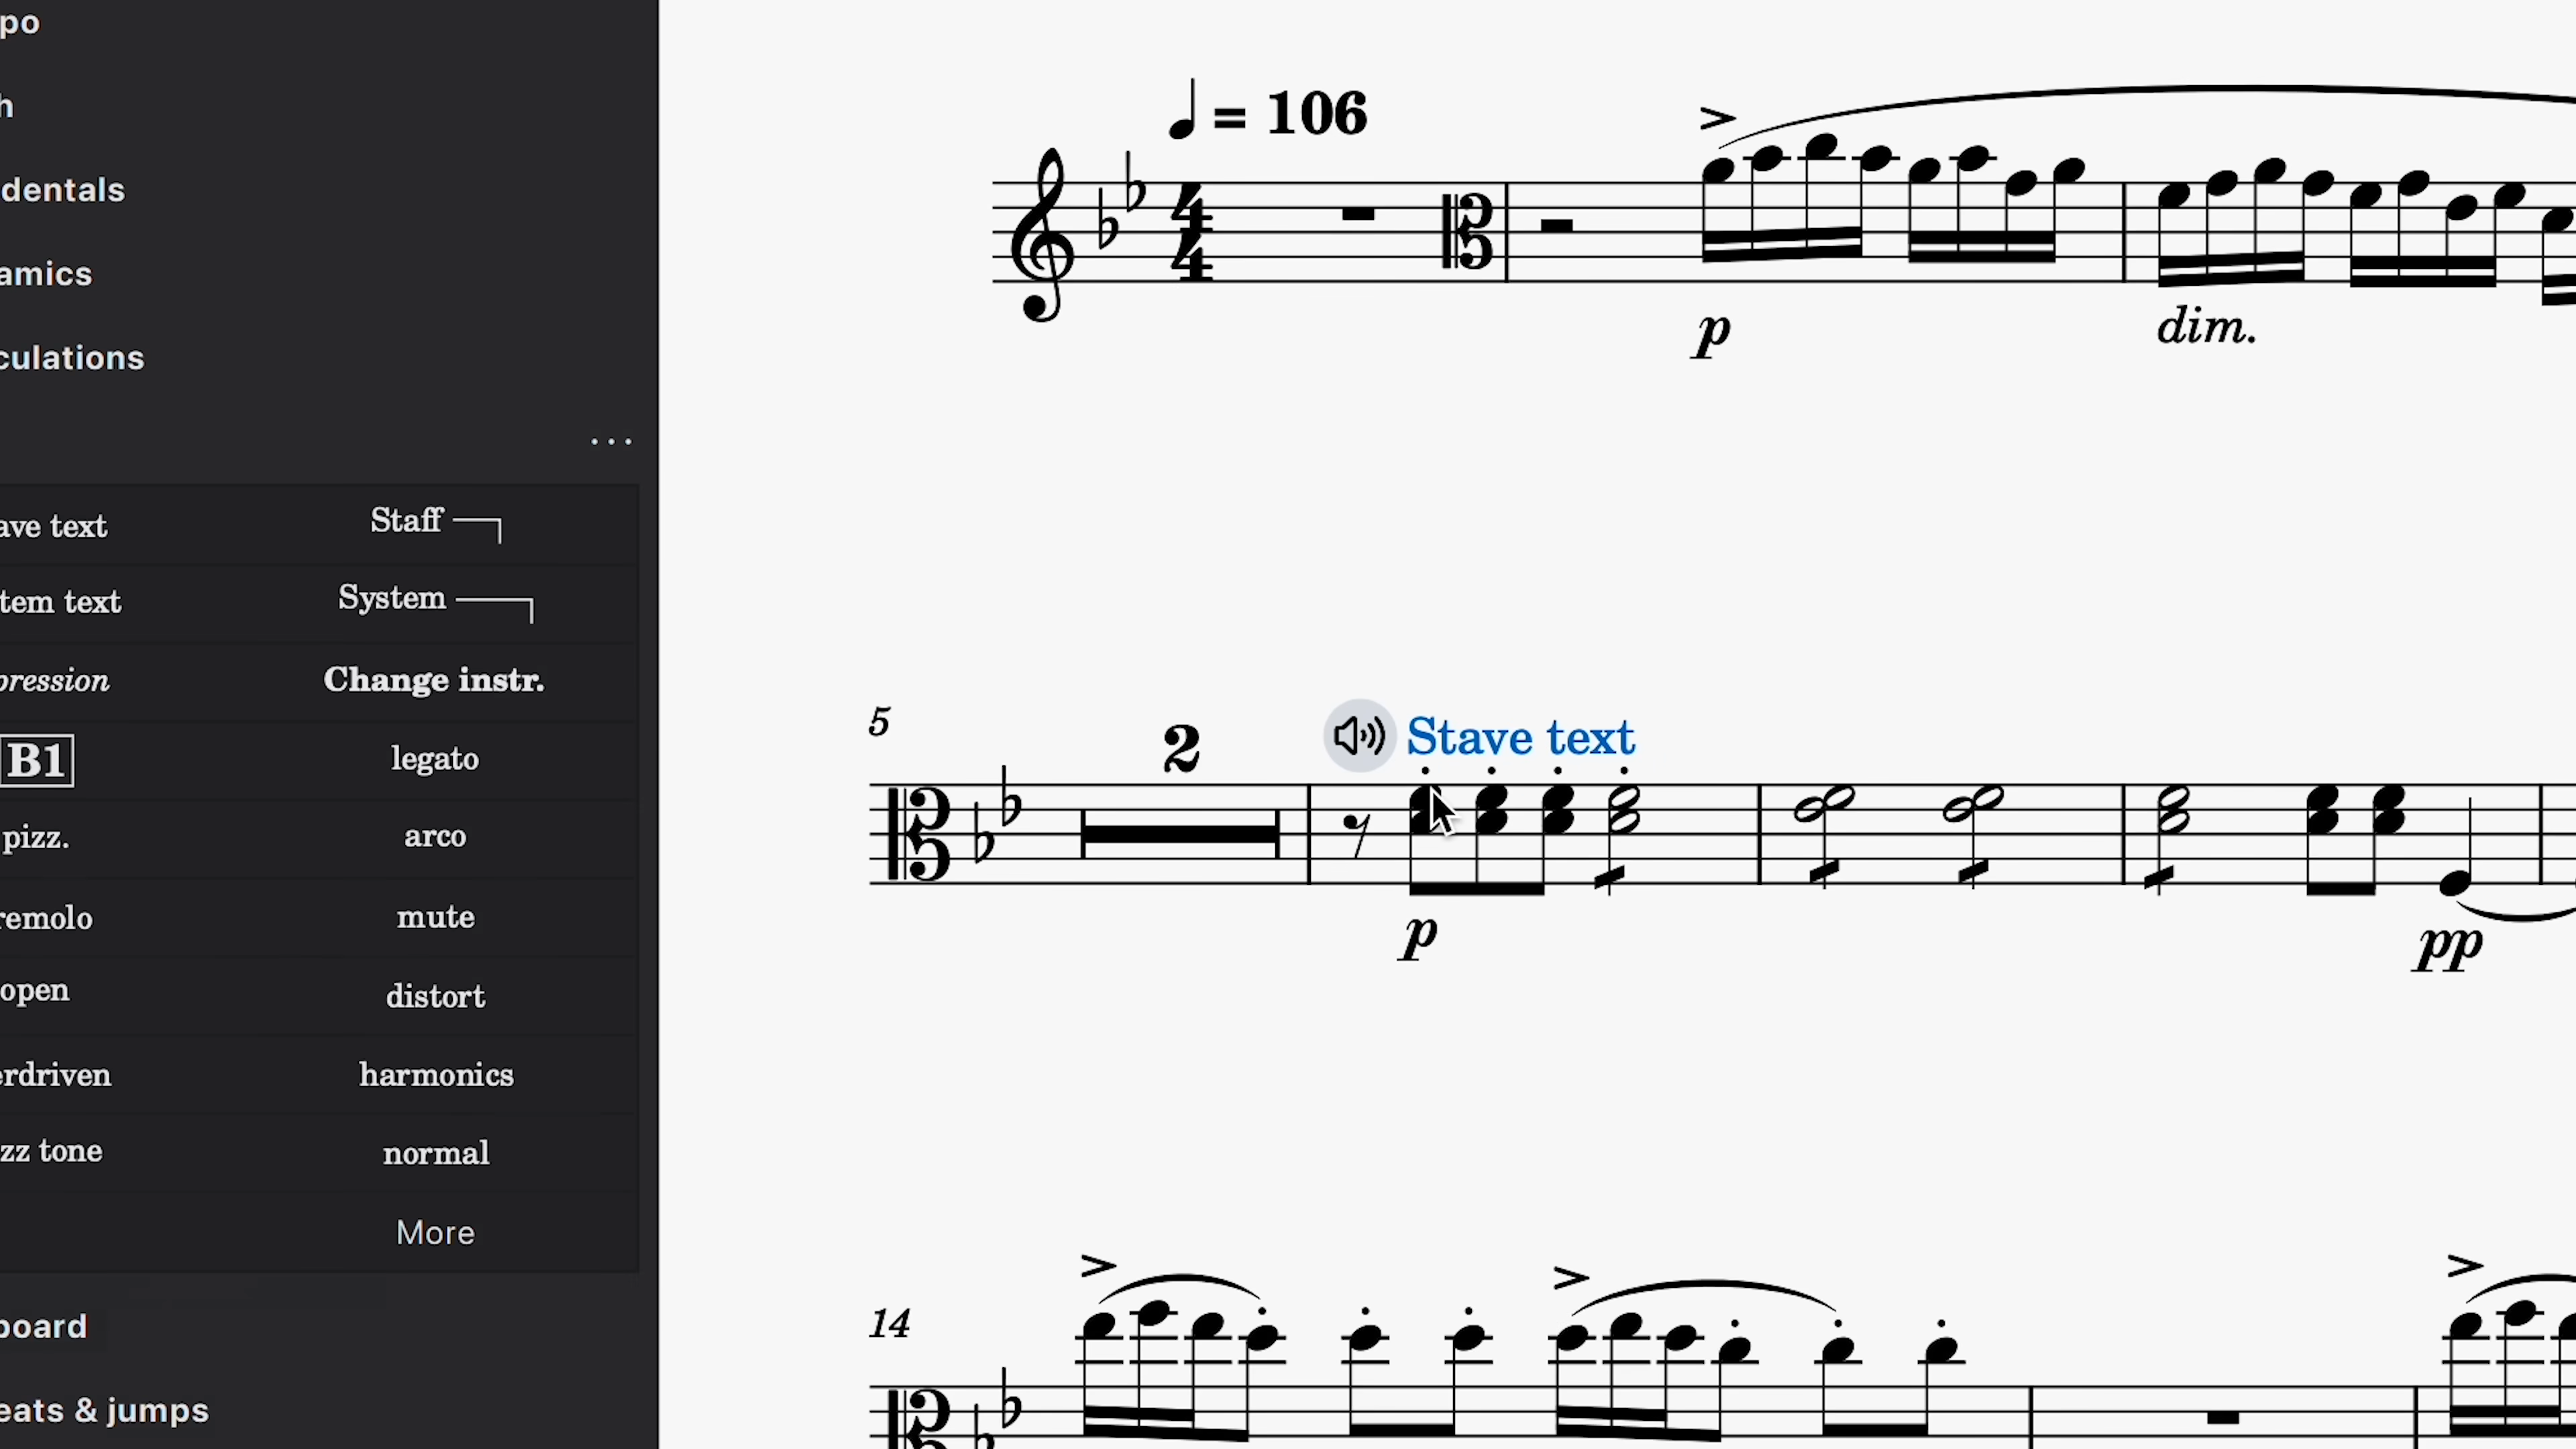 po
h
dentals
amics
culations
...
ave text
Staff
tem text
System
pression
Change instr.
B1
legato
pizz.
arco
remolo
mute
open
distort
erdriven
harmonics
zz tone
normal
More
board
eats & jumps
= 106
4
4
p
dim.
5
2
Stave text
p
pp
14